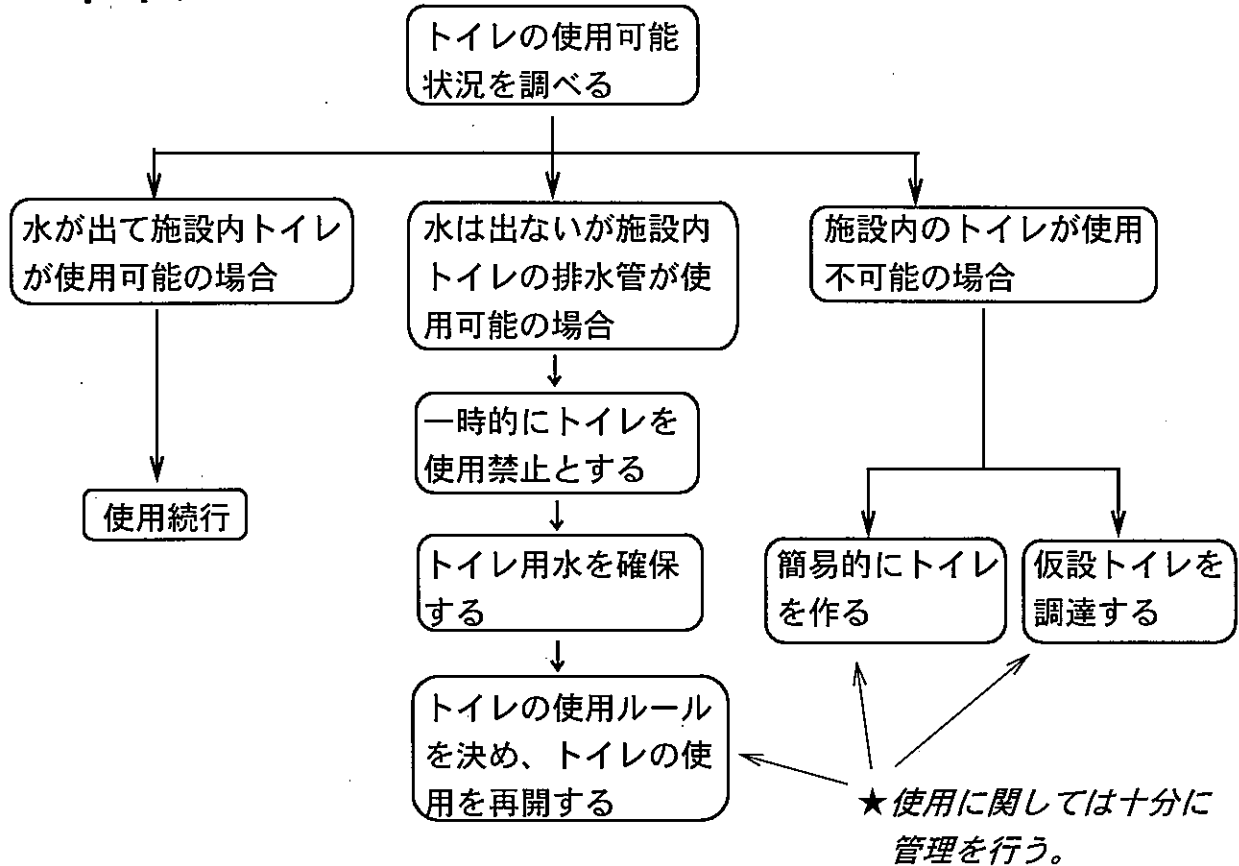 トイレの使用可能
状況を調べる
水が出て施設内トイレ
が使用可能の場合
水は出ないが施設内
トイレの排水管が使
用可能の場合
施設内のトイレが使用
不可能の場合
一時的にトイレを
使用禁止とする
使用続行
トイレ用水を確保
する
簡易的にトイレ
を作る
仮設トイレを
調達する
トイレの使用ルール
を決め、トイレの使
用を再開する
★使用に関しては十分に
管理を行う。